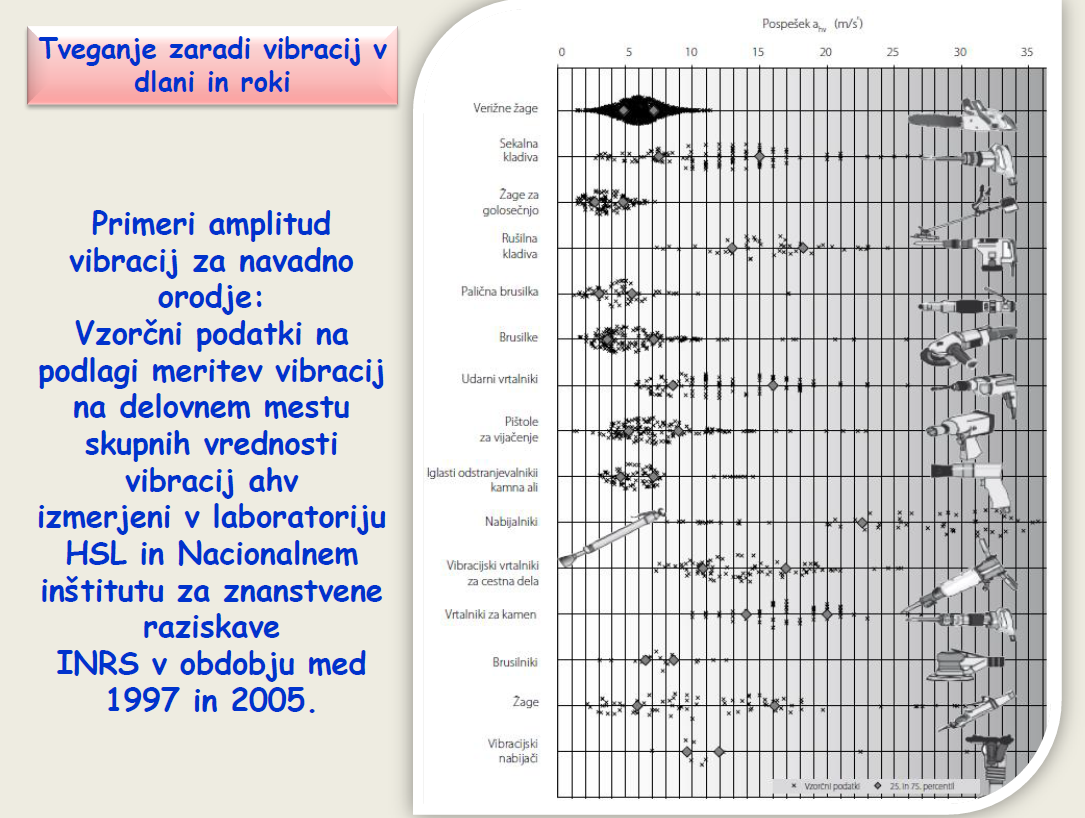 Tveganje zaradi vibracij v
dlani in roki
Primeri amplitud
vibracij za navadno
orodje:
Vzorčni podatki na
podlagi meritev vibracij
na delovnem mestu
skupnih vrednosti
vibracij ahv
izmerjeni v laboratoriju
HSL in Nacionalnem
inštitutu za znanstvene
raziskave
INRS v obdobju med
1997 in 2005.
Pospešek ahv (m/s²)
0 5 10 15 20 25 30 35
Verižne žage
Sekalna
kladiva
Žage za
golosečnjo
Rušilna
kladiva
Palična brusilka
Brusilke
Udarni vrtalniki
Pištole
za vijačenje
Iglasti odstranjevalnikii
kamna ali
Nabijalniki
Vibracijski vrtalniki
za cestna dela
Vrtalniki za kamen
Brusilniki
Žage
Vibracijski
nabijači
Vzorčni podatki 25. in 75. percentil